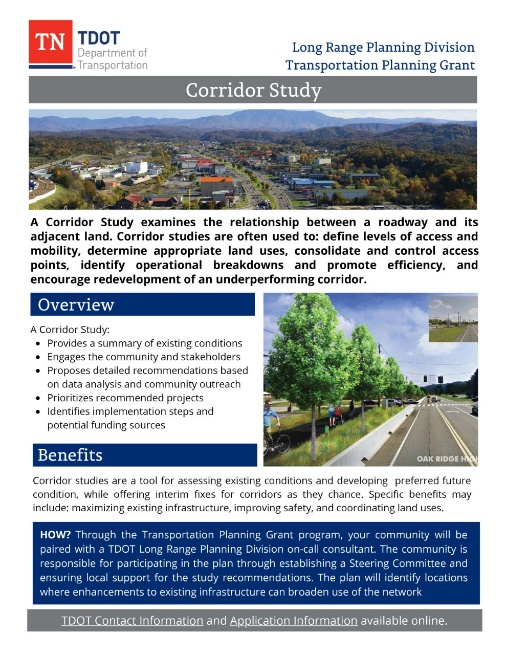 TN
TDOT
Department of
Transportation
Long Range Planning Division
Transportation Planning Grant
Corridor Study
A Corridor Study examines the relationship between a roadway and its
adjacent land. Corridor studies are often used to: define levels of access and
mobility, determine appropriate land uses, consolidate and control access
points, identify operational breakdowns and promote efficiency, and
encourage redevelopment of an underperforming corridor.
Overview
A Corridor Study:
• Provides a summary of existing conditions
• Engages the community and stakeholders
• Proposes detailed recommendations based
on data analysis and community outreach
• Prioritizes recommended projects
• Identifies implementation steps and
potential funding sources
OAK RIDGE HIG
Benefits
Corridor studies are a tool for assessing existing conditions and developing preferred future
condition, while offering interim fixes for corridors as they chance. Specific benefits may
include: maximizing existing infrastructure, improving safety, and coordinating land uses.
HOW? Through the Transportation Planning Grant program, your community will be
paired with a TDOT Long Range Planning Division on-call consultant. The community is
responsible for participating in the plan through establishing a Steering Committee and
ensuring local support for the study recommendations. The plan will identify locations
where enhancements to existing infrastructure can broaden use of the network
TDOT Contact Information and Application Information available online.